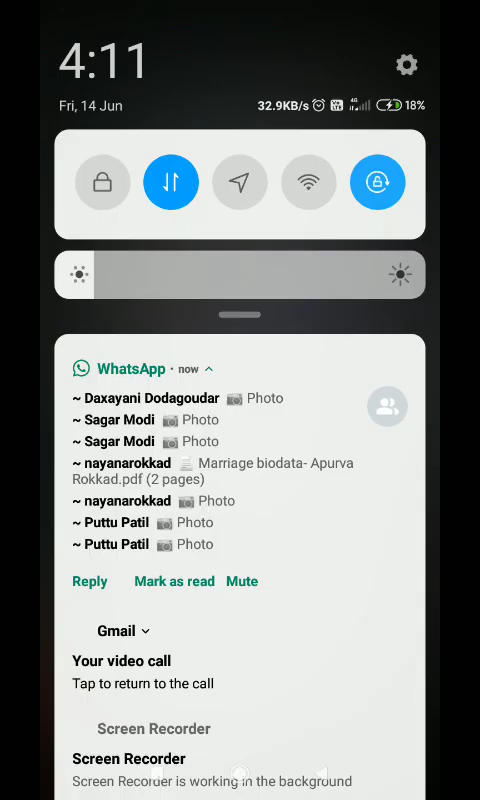 4:11
Fri, 14 Jun
32.9KB/s 4G 18%
WhatsApp • now
~ Daxayani Dodagoudar Photo
~ Sagar Modi Photo
~ Sagar Modi Photo
~ nayanarokkad Marriage biodata- Apurva
Rokkad.pdf (2 pages)
~ nayanarokkad Photo
~ Puttu Patil Photo
~ Puttu Patil Photo
Reply Mark as read Mute
Gmail
Your video call
Tap to return to the call
Screen Recorder
Screen Recorder
Screen Recorder is working in the background